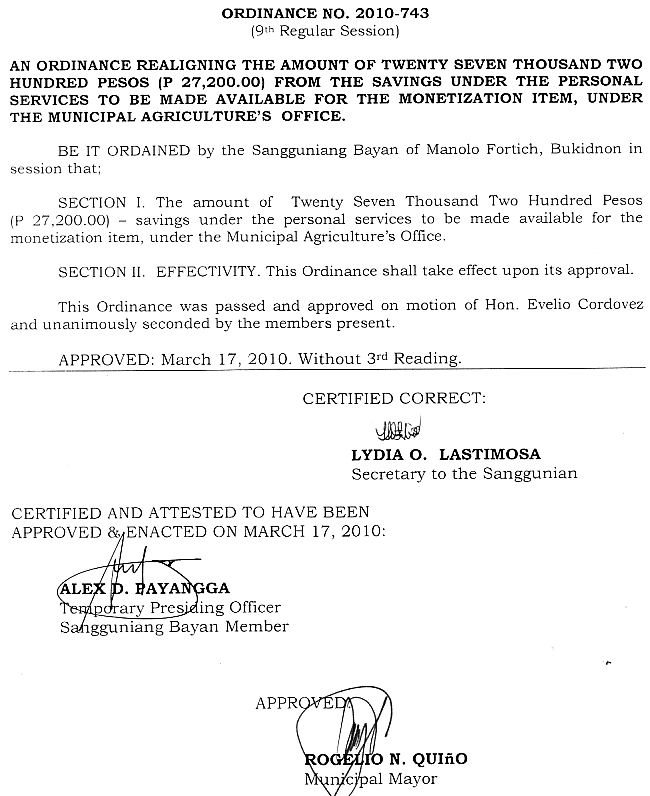 ORDINANCE NO. 2010-743
(9th Regular Session)
AN ORDINANCE REALIGNING THE AMOUNT OF TWENTY SEVEN THOUSAND TWO
HUNDRED PESOS (P 27,200.00) FROM THE SAVINGS UNDER THE PERSONAL
SERVICES TO BE MADE AVAILABLE FOR THE MONETIZATION ITEM, UNDER
THE MUNICIPAL AGRICULTURE'S OFFICE.
BE IT ORDAINED by the Sangguniang Bayan of Manolo Fortich, Bukidnon in
session that;
SECTION I. The amount of Twenty Seven Thousand Two Hundred Pesos
(P 27,200.00) – savings under the personal services to be made available for the
monetization item, under the Municipal Agriculture's Office.
SECTION II. EFFECTIVITY. This Ordinance shall take effect upon its approval.
This Ordinance was passed and approved on motion of Hon. Evelio Cordovez
and unanimously seconded by the members present.
APPROVED: March 17, 2010. Without 3rd Reading.
CERTIFIED CORRECT:
LYDIA O. LASTIMOSA
Secretary to the Sanggunian
CERTIFIED AND ATTESTED TO HAVE BEEN
APPROVED & ENACTED ON MARCH 17, 2010:
ALEX D. PAYANGGA
Temporary Presiding Officer
Sangguniang Bayan Member
APPROVED:
ROGELIO N. QUIñO
Municipal Mayor